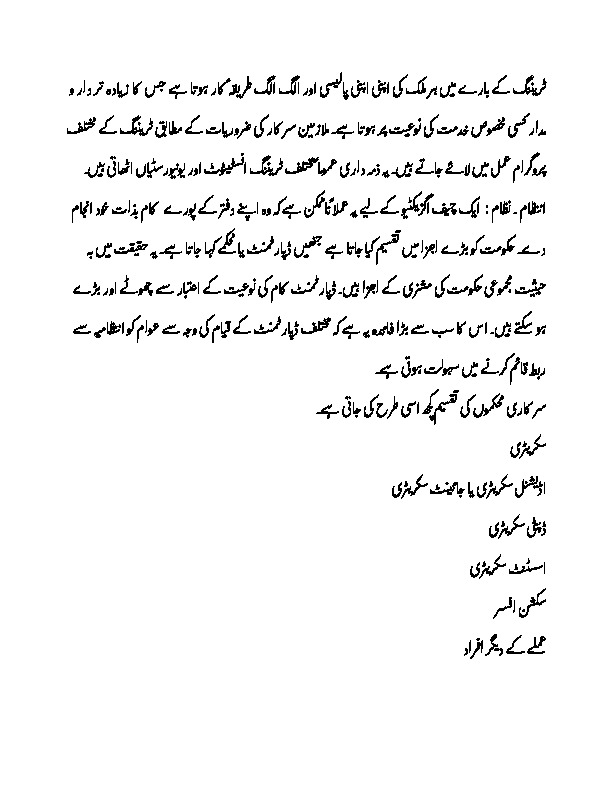 ٹریننگ کے بارے میں ہر ملک کی اپنی اپنی پالیسی اور الگ الگ طریقہ کار ہوتا ہے جس کا زیادہ تر دار و
مدار کسی مخصوص خدمت کی نوعیت پر ہوتا ہے۔ ملازمین سرکار کی ضروریات کے مطابق ٹریننگ کے مختلف
پروگرام عمل میں لائے جاتے ہیں۔ یہ ذمہ داری عموماً مختلف ٹریننگ انسٹیٹیوٹ اور یونیورسٹیاں اٹھاتی ہیں۔
انتظام ۔ نظام : ایک چیف اگزیکٹیو کے لیے یہ عملاً ناممکن ہے کہ وہ اپنے دفتر کے پورے کام بذات خود انجام
دے۔ حکومت کو بڑے اجزا میں تقسیم کیا جاتا ہے جنھیں ڈپارٹمنٹ یا محکمے کہا جاتا ہے۔ یہ حقیقت میں بہ
حیثیت مجموعی حکومت کی مشنری کے اجزا ہیں۔ ڈپارٹمنٹ کام کی نوعیت کے اعتبار سے چھوٹے اور بڑے
ہو سکتے ہیں۔ اس کا سب سے بڑا فائدہ یہ ہے کہ مختلف ڈپارٹمنٹ کے قیام کی وجہ سے عوام کو انتظامیہ سے
ربط قائم کرنے میں سہولت ہوتی ہے۔
سرکاری محکموں کی تقسیم کچھ اسی طرح کی جاتی ہے۔
سکریٹری
اڈیشنل سکریٹری یا جائینٹ سکریٹری
ڈپٹی سکریٹری
اسسٹنٹ سکریٹری
سکشن افسر
عملے کے دیگر افراد